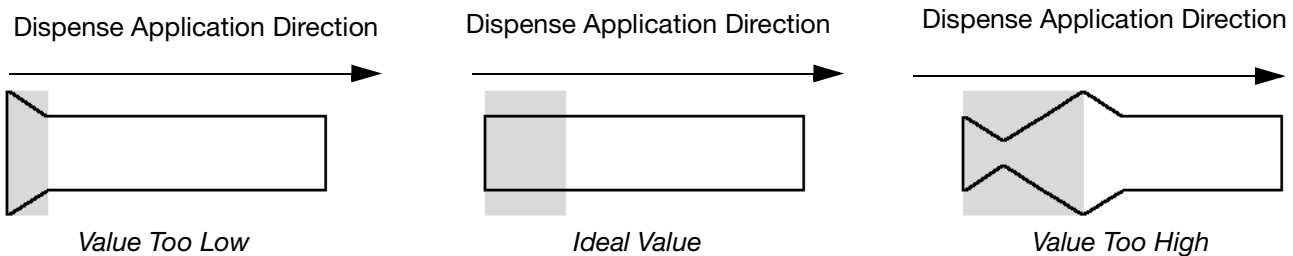 Dispense Application Direction
Dispense Application Direction
Dispense Application Direction
Value Too Low
Ideal Value
Value Too High